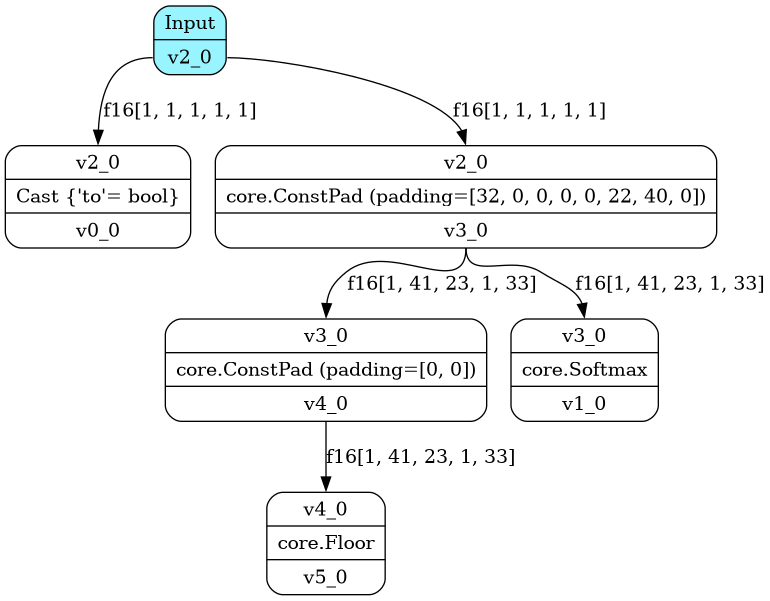 Input
v2_0
f16[1, 1, 1, 1, 1]
f16[1, 1, 1, 1, 1]
v2_0
Cast {'to'= bool}
v0_0
v2_0
core.ConstPad (padding=[32, 0, 0, 0, 0, 22, 40, 0])
v3_0
f16[1, 41, 23, 1, 33]
f16[1, 41, 23, 1, 33]
v3_0
core.ConstPad (padding=[0, 0])
v4_0
v3_0
core.Softmax
v1_0
f16[1, 41, 23, 1, 33]
v4_0
core.Floor
v5_0